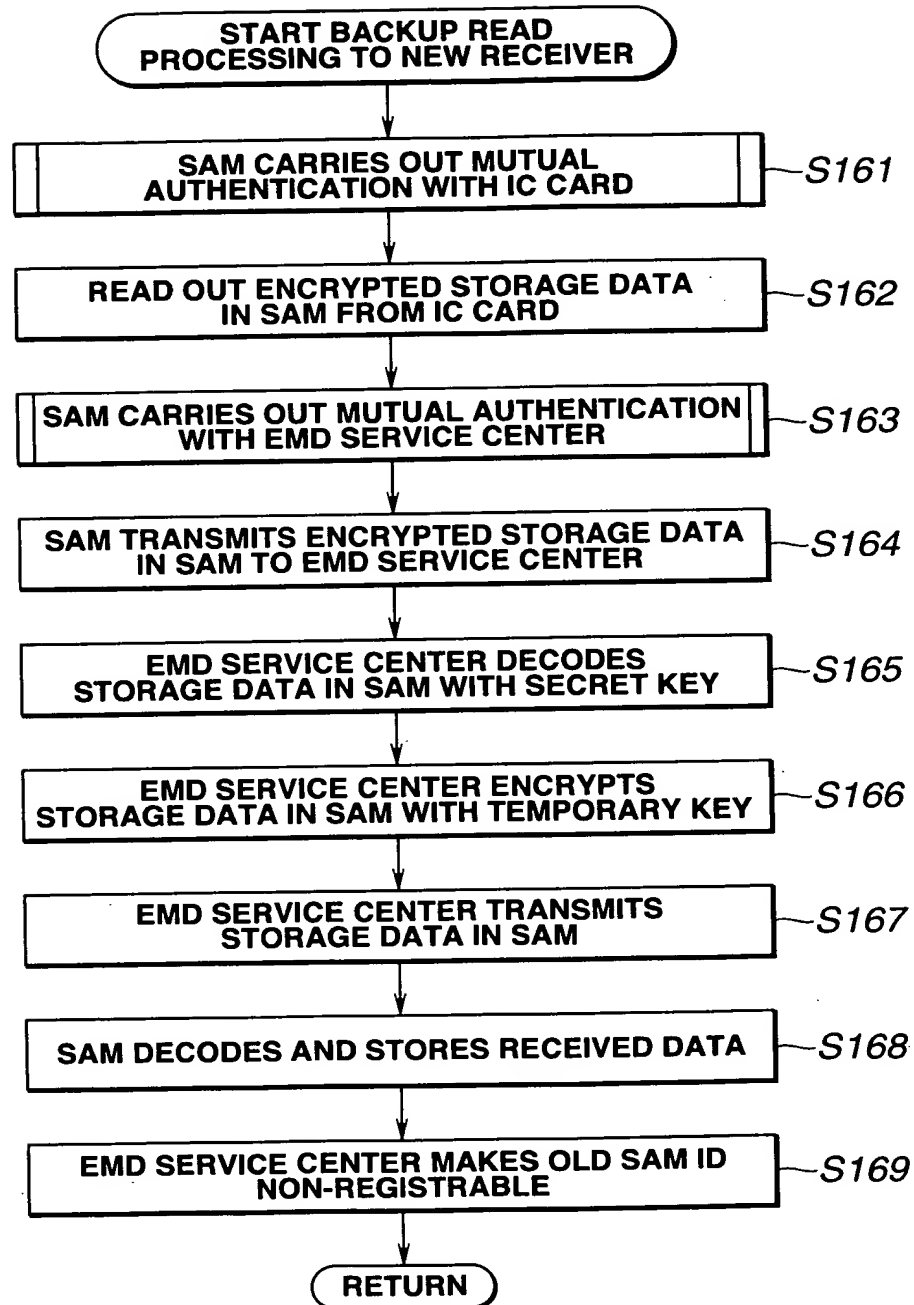 START BACKUP READ
PROCESSING TO NEW RECEIVER
SAM CARRIES OUT MUTUAL
AUTHENTICATION WITH IC CARD
S161
READ OUT ENCRYPTED STORAGE DATA
IN SAM FROM IC CARD
S162
SAM CARRIES OUT MUTUAL AUTHENTICATION
WITH EMD SERVICE CENTER
S163
SAM TRANSMITS ENCRYPTED STORAGE DATA
IN SAM TO EMD SERVICE CENTER
S164
EMD SERVICE CENTER DECODES
STORAGE DATA IN SAM WITH SECRET KEY
S165
EMD SERVICE CENTER ENCRYPTS
STORAGE DATA IN SAM WITH TEMPORARY KEY
S166
EMD SERVICE CENTER TRANSMITS
STORAGE DATA IN SAM
S167
SAM DECODES AND STORES RECEIVED DATA
S168
EMD SERVICE CENTER MAKES OLD SAM ID
NON-REGISTRABLE
S169
RETURN